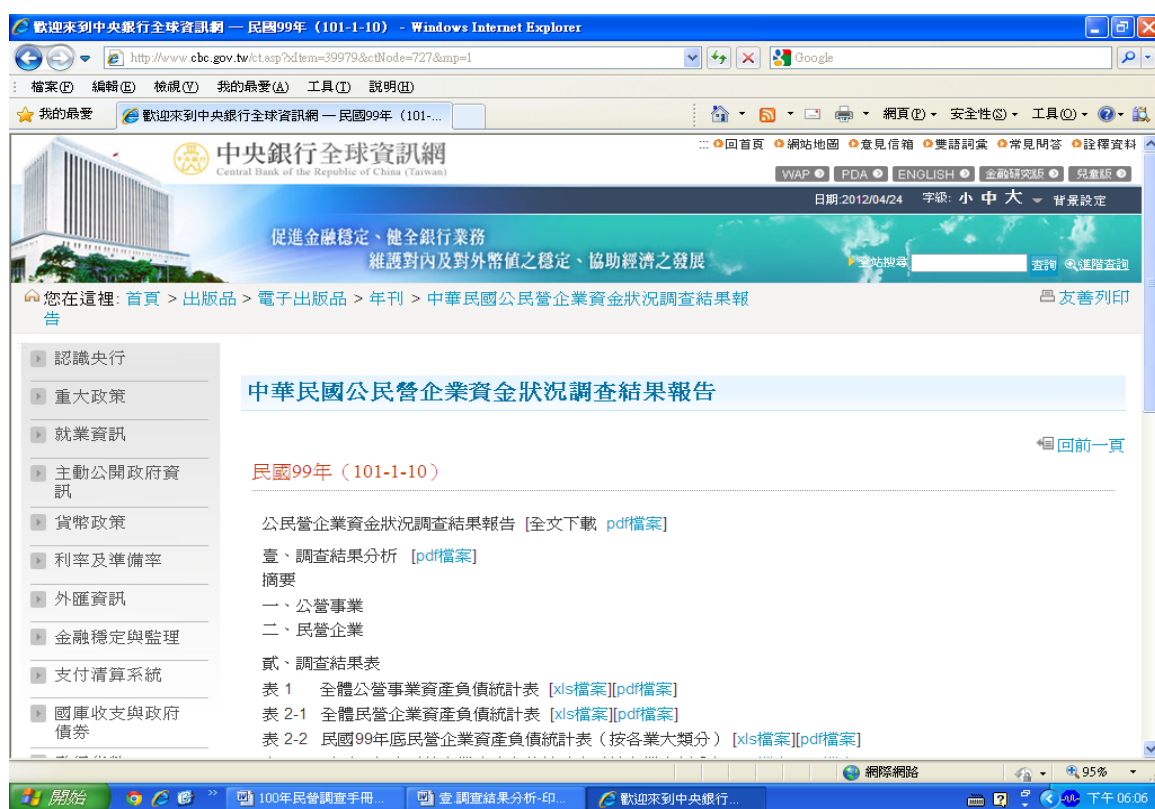 歡迎來到中央銀行全球資訊網 — 民國99年（101-1-10） - Windows Internet Explorer
http://www.cbc.gov.tw/ct.asp?xItem=39979&ctNode=727&mp=1
Google
檔案(F) 編輯(E) 檢視(V) 我的最愛(A) 工具(T) 說明(H)
我的最愛 歡迎來到中央銀行全球資訊網 — 民國99年（101-... 網頁(P) 安全性(S) 工具(O)
中央銀行全球資訊網
Central Bank of the Republic of China (Taiwan)
::: 回首頁 網站地圖 意見信箱 雙語詞彙 常見問答 詮釋資料
WAP PDA ENGLISH 金融研究版 兒童版
日期:2012/04/24 字級: 小 中 大 背景設定
促進金融穩定、健全銀行業務
維護對內及對外幣值之穩定、協助經濟之發展
全站搜尋 查詢 進階查詢
您在這裡: 首頁 > 出版品 > 電子出版品 > 年刊 > 中華民國公民營企業資金狀況調查結果報
告
友善列印
認識央行
重大政策
就業資訊
主動公開政府資
訊
貨幣政策
利率及準備率
外匯資訊
金融穩定與監理
支付清算系統
國庫收支與政府
債券
中華民國公民營企業資金狀況調查結果報告
回前一頁
民國99年（101-1-10）
公民營企業資金狀況調查結果報告 [全文下載 pdf檔案]
壹、調查結果分析 [pdf檔案]
摘要
一、公營事業
二、民營企業
貳、調查結果表
表 1 全體公營事業資產負債統計表 [xls檔案][pdf檔案]
表 2-1 全體民營企業資產負債統計表 [xls檔案][pdf檔案]
表 2-2 民國99年底民營企業資產負債統計表（按各業大類分） [xls檔案][pdf檔案]
網際網路 95%
開始 100年民營調查手冊... 壹.調查結果分析-印... 歡迎來到中央銀行... 下午 06:06